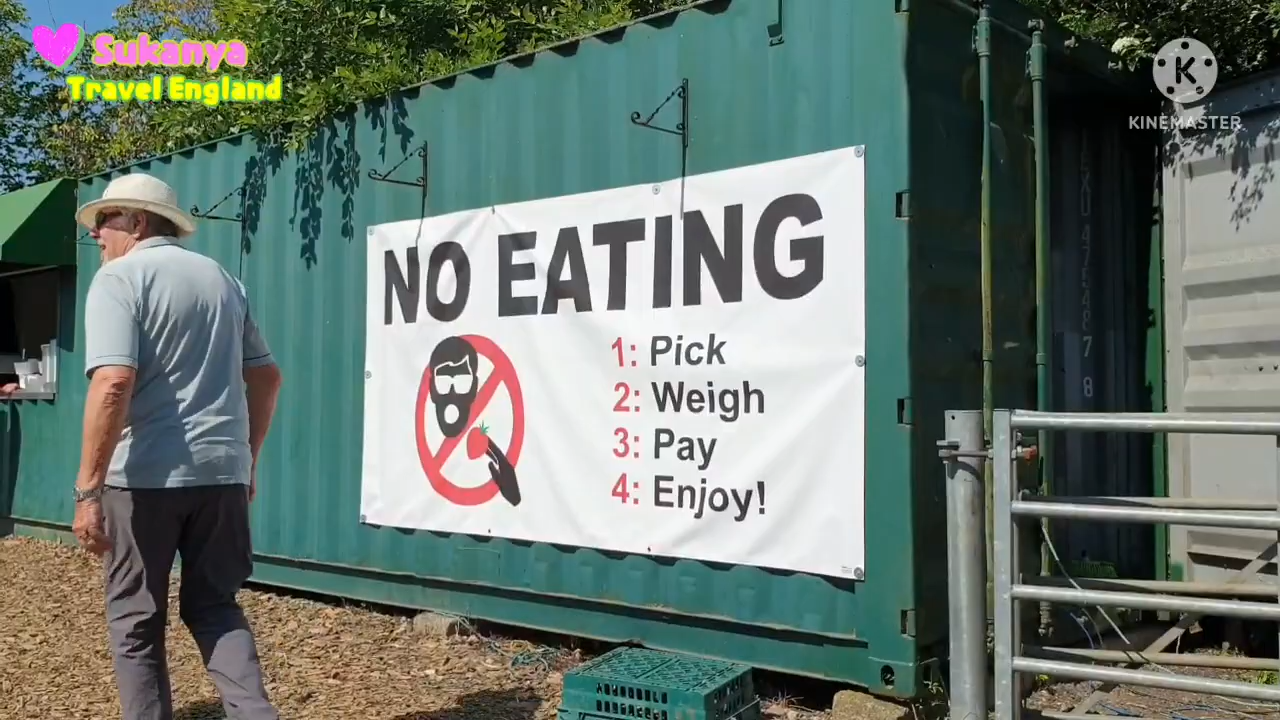 Sukanya
Travel England
KINEMASTER
NO EATING
1: Pick
2: Weigh
3: Pay
4: Enjoy!